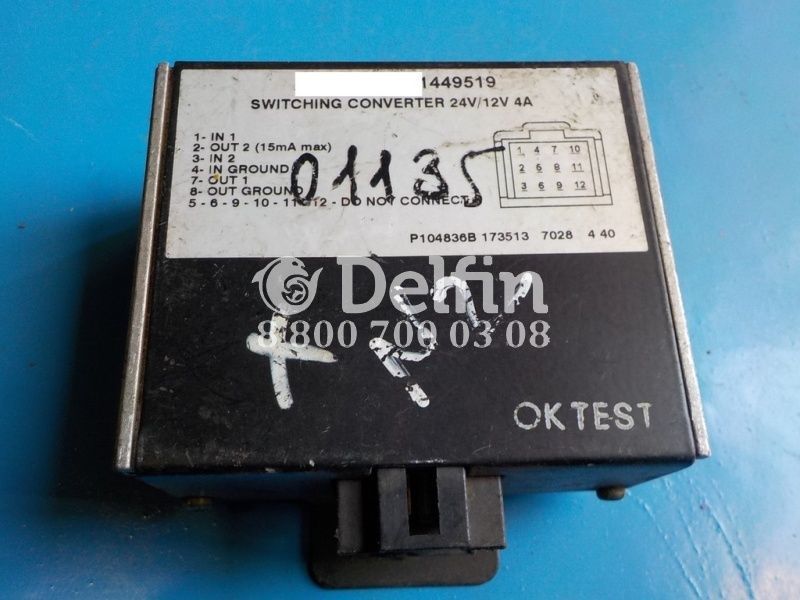 1449519
SWITCHING CONVERTER 24V/12V 4A
1- IN 1
2- OUT 2 (15mA max)
3- IN 2
4- IN GROUND
7- OUT 1
8- OUT GROUND
5 - 6 - 9 - 10 - 11 - 12 - DO NOT CONNECT
01135
1 4 7 10
2 5 8 11
3 6 9 12
P104836B 173513 7028 4 40
Delfin
8 800 700 03 08
OK TEST